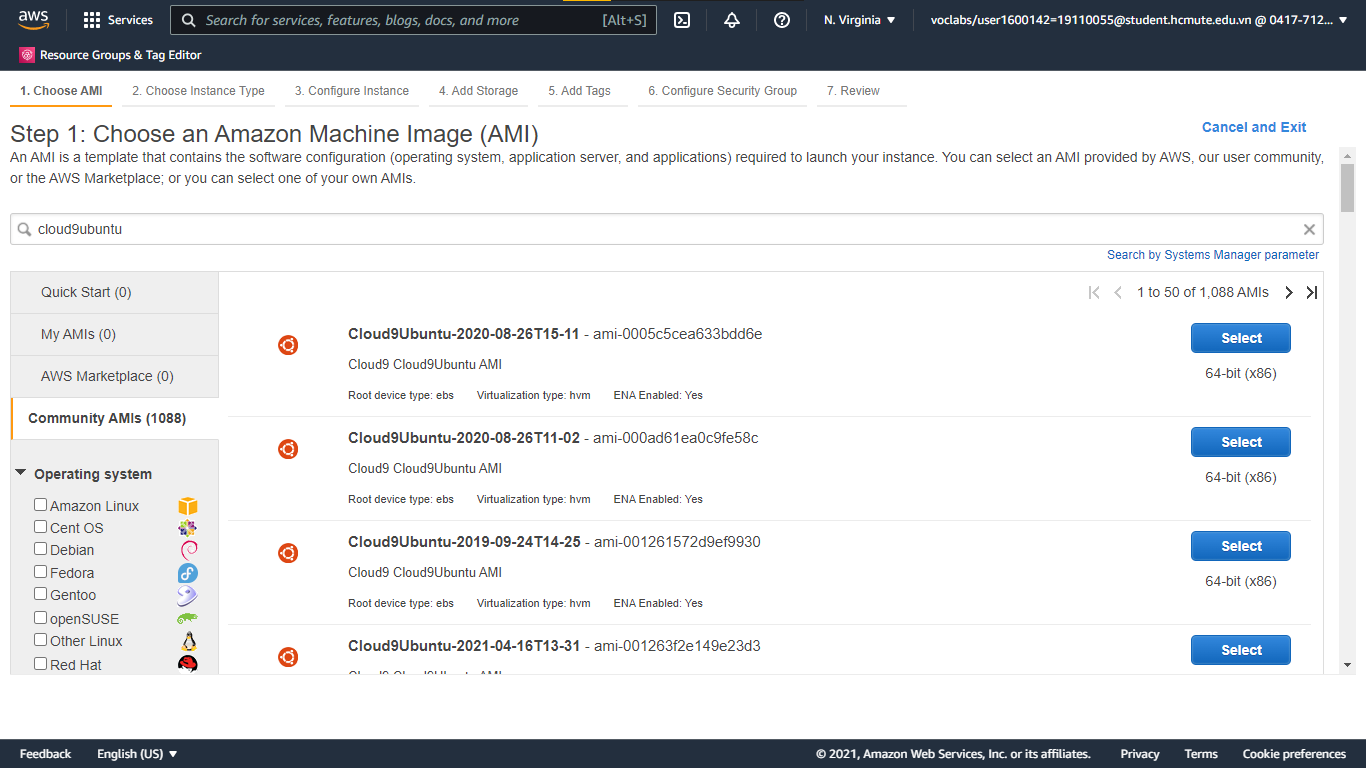 aws
Services
Search for services, features, blogs, docs, and more [Alt+S]
N. Virginia
voclabs/user1600142=19110055@student.hcmute.edu.vn @ 0417-712...
Resource Groups & Tag Editor
1. Choose AMI 2. Choose Instance Type 3. Configure Instance 4. Add Storage 5. Add Tags 6. Configure Security Group 7. Review
Step 1: Choose an Amazon Machine Image (AMI)
Cancel and Exit
An AMI is a template that contains the software configuration (operating system, application server, and applications) required to launch your instance. You can select an AMI provided by AWS, our user community,
or the AWS Marketplace; or you can select one of your own AMIs.
cloud9ubuntu
Search by Systems Manager parameter
Quick Start (0)
My AMIs (0)
AWS Marketplace (0)
Community AMIs (1088)
Operating system
Amazon Linux
Cent OS
Debian
Fedora
Gentoo
openSUSE
Other Linux
Red Hat
1 to 50 of 1,088 AMIs
Cloud9Ubuntu-2020-08-26T15-11 - ami-0005c5cea633bdd6e
Select
Cloud9 Cloud9Ubuntu AMI
64-bit (x86)
Root device type: ebs Virtualization type: hvm ENA Enabled: Yes
Cloud9Ubuntu-2020-08-26T11-02 - ami-000ad61ea0c9fe58c
Select
Cloud9 Cloud9Ubuntu AMI
64-bit (x86)
Root device type: ebs Virtualization type: hvm ENA Enabled: Yes
Cloud9Ubuntu-2019-09-24T14-25 - ami-001261572d9ef9930
Select
Cloud9 Cloud9Ubuntu AMI
64-bit (x86)
Root device type: ebs Virtualization type: hvm ENA Enabled: Yes
Cloud9Ubuntu-2021-04-16T13-31 - ami-001263f2e149e23d3
Select
Cloud9 Cloud9Ubuntu AMI
Feedback English (US)
© 2021, Amazon Web Services, Inc. or its affiliates. Privacy Terms Cookie preferences